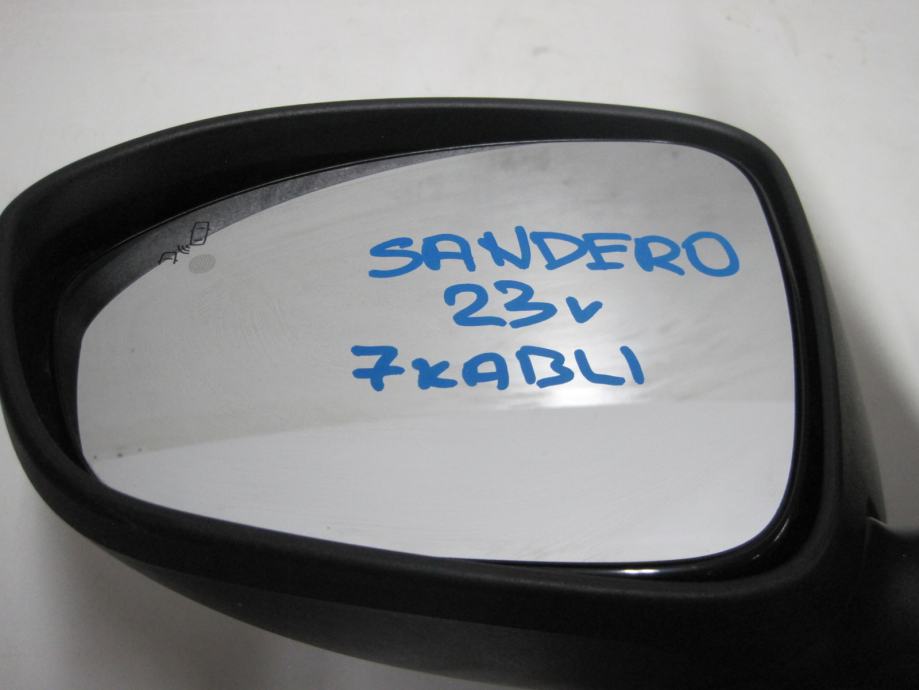 SANDERO
23v
7xABLI